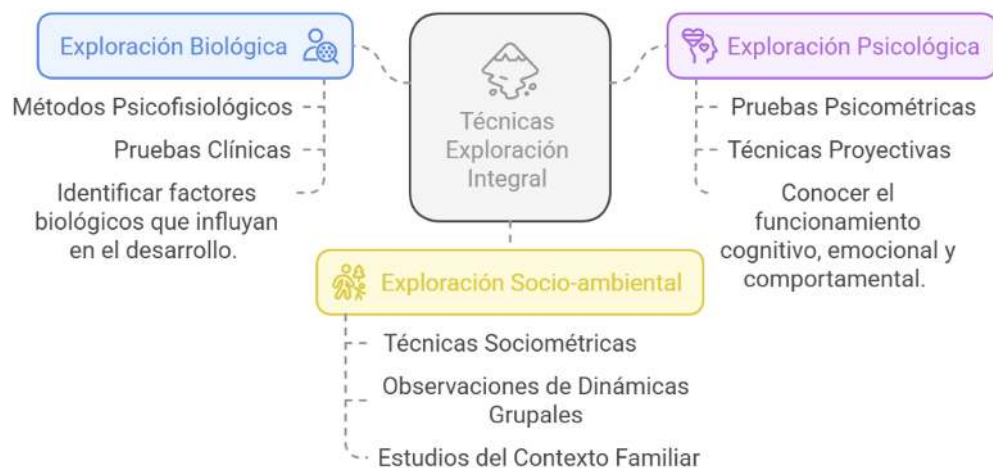 Exploración Biológica
Métodos Psicofisiológicos
Pruebas Clínicas
Identificar factores
biológicos que influyan
en el desarrollo.
Técnicas
Exploración
Integral
Exploración Psicológica
Pruebas Psicométricas
Técnicas Proyectivas
Conocer el
funcionamiento
cognitivo, emocional y
comportamental.
Exploración Socio-ambiental
Técnicas Sociométricas
Observaciones de Dinámicas
Grupales
Estudios del Contexto Familiar